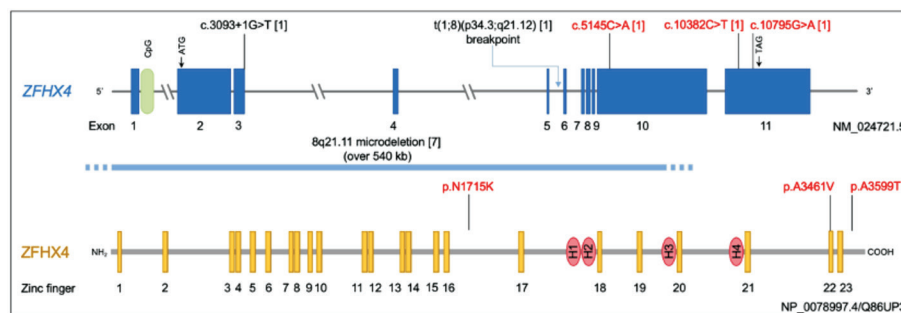 c.3093+1G>T [1] t(1;8)(p34.3;q21.12) [1] c.5145C>A [1] c.10382C>T [1] c.10795G>A [1]
breakpoint
CpG ATG TAG
ZFHX4 5' 3'
Exon 1 2 3 4 5 6 7 8 9 10 11 NM_024721.5
8q21.11 microdeletion [7]
(over 540 kb)
p.N1715K p.A3461V p.A3599T
ZFHX4 NH2 H1 H2 H3 H4 COOH
Zinc finger 1 2 3 4 5 6 7 8 9 10 11 12 13 14 15 16 17 18 19 20 21 22 23
NP_0078997.4/Q86UP3